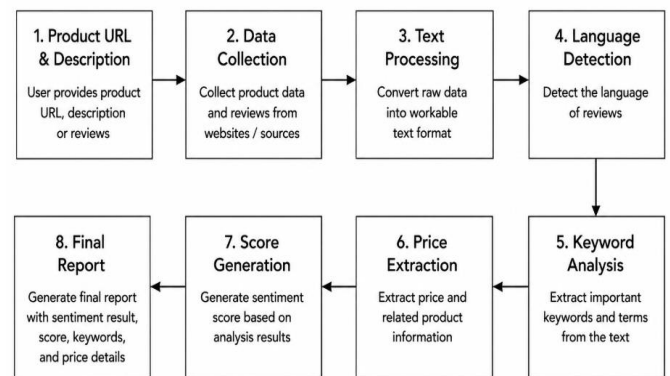 1. Product URL
& Description
User provides product
URL, description
or reviews
2. Data
Collection
Collect product data
and reviews from
websites / sources
3. Text
Processing
Convert raw data
into workable
text format
4. Language
Detection
Detect the language
of reviews
5. Keyword
Analysis
Extract important
keywords and terms
from the text
6. Price
Extraction
Extract price and
related product
information
7. Score
Generation
Generate sentiment
score based on
analysis results
8. Final
Report
Generate final report
with sentiment result,
score, keywords,
and price details